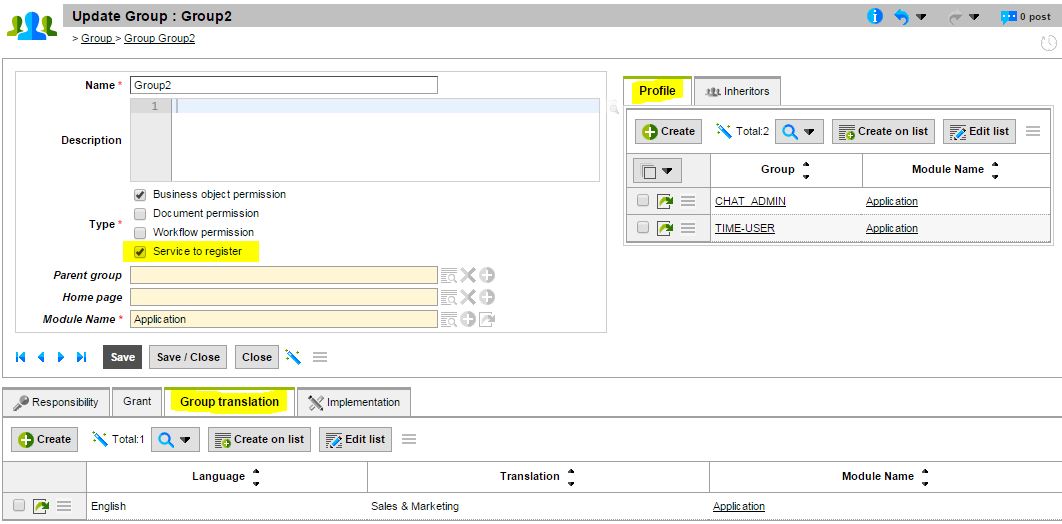 Update Group : Group2
0 post
> Group > Group Group2
Name *
Group2
Description
1
Type *
Business object permission
Document permission
Workflow permission
Service to register
Parent group
Home page
Module Name *
Application
Save
Save / Close
Close
Profile
Inheritors
Create
Total:2
Create on list
Edit list
Group
Module Name
CHAT_ADMIN
Application
TIME-USER
Application
Responsibility
Grant
Group translation
Implementation
Create
Total:1
Create on list
Edit list
Language
Translation
Module Name
English
Sales & Marketing
Application